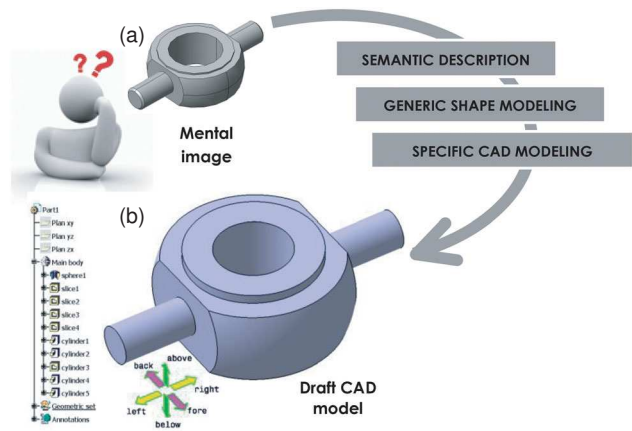 (a)
? ?
SEMANTIC DESCRIPTION
GENERIC SHAPE MODELING
SPECIFIC CAD MODELING
Mental
image
(b)
Part1
Plan xy
Plan yz
Plan zx
Main body
sphere1
slice1
slice2
slice3
slice4
cylinder1
cylinder2
cylinder3
cylinder4
cylinder5
Geometric set
Annotations
back
above
right
left
fore
below
Draft CAD
model